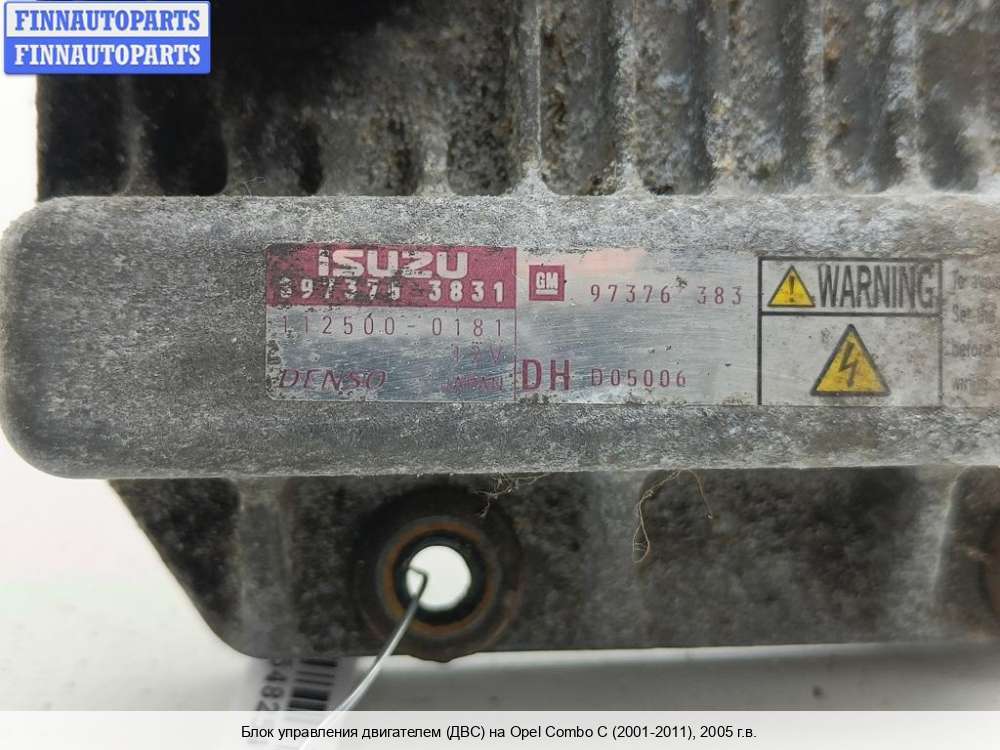 FINNAUTOPARTS
FINNAUTOPARTS
ISUZU
897376 3831
112500-0181
12V
DENSO JAPAN
GM 97376 383
DH D05006
WARNING
Блок управления двигателем (ДВС) на Opel Combo C (2001-2011), 2005 г.в.